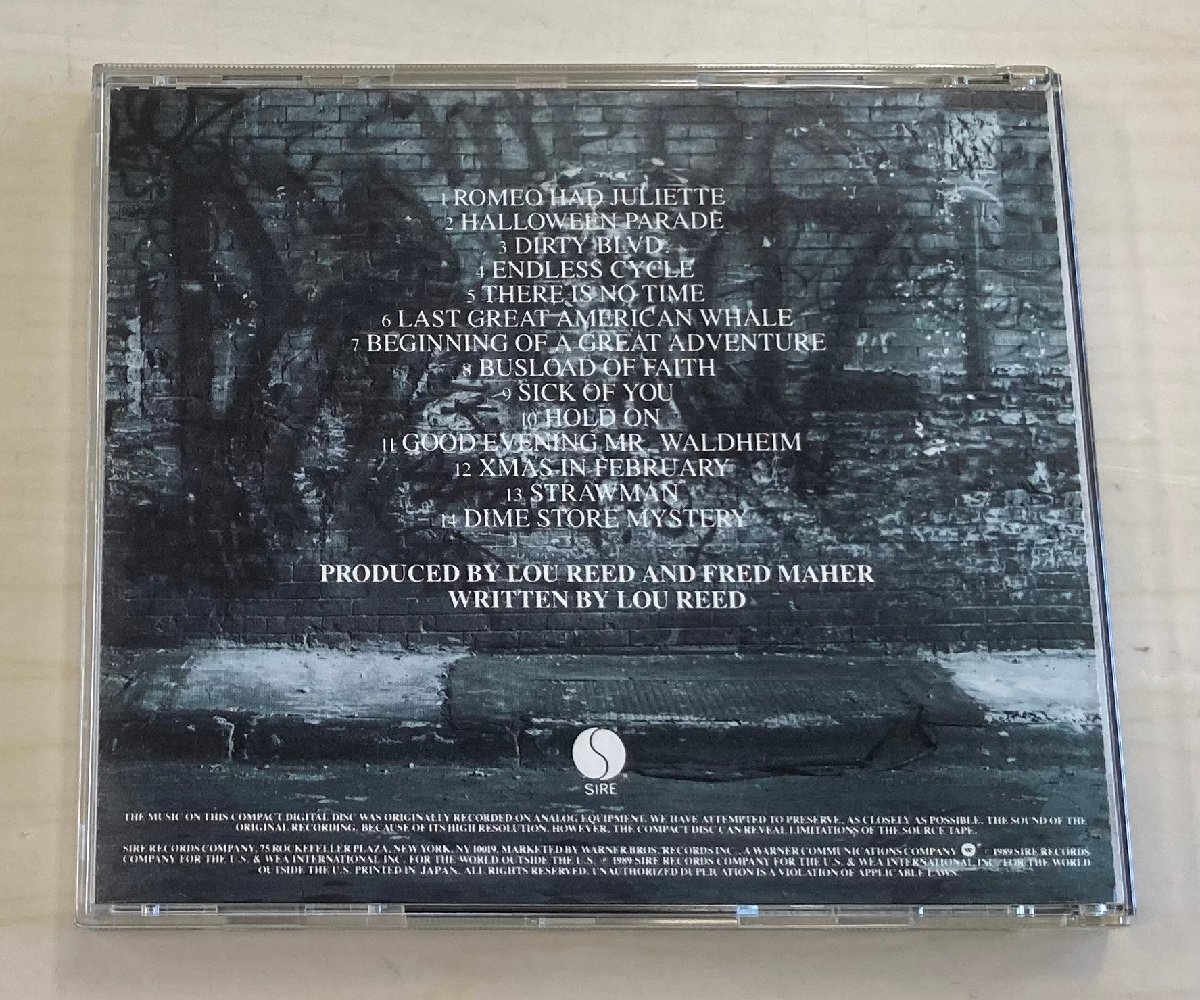 1 ROMEO HAD JULIETTE
2 HALLOWEEN PARADE
3 DIRTY BLVD.
4 ENDLESS CYCLE
5 THERE IS NO TIME
6 LAST GREAT AMERICAN WHALE
7 BEGINNING OF A GREAT ADVENTURE
8 BUSLOAD OF FAITH
9 SICK OF YOU
10 HOLD ON
11 GOOD EVENING MR. WALDHEIM
12 XMAS IN FEBRUARY
13 STRAWMAN
14 DIME STORE MYSTERY
PRODUCED BY LOU REED AND FRED MAHER
WRITTEN BY LOU REED
SIRE
THE MUSIC ON THIS COMPACT DIGITAL DISC WAS ORIGINALLY RECORDED ON ANALOG EQUIPMENT. WE HAVE ATTEMPTED TO PRESERVE, AS CLOSELY AS POSSIBLE, THE SOUND OF THE
ORIGINAL RECORDING. BECAUSE OF ITS HIGH RESOLUTION, HOWEVER, THE COMPACT DISC CAN REVEAL LIMITATIONS OF THE SOURCE TAPE.
SIRE RECORDS COMPANY, 75 ROCKEFELLER PLAZA, NEW YORK, NY 10019, MARKETED BY WARNER BROS. RECORDS INC., A WARNER COMMUNICATIONS COMPANY © 1989 SIRE RECORDS
COMPANY FOR THE U.S. & WEA INTERNATIONAL INC. FOR THE WORLD OUTSIDE THE U.S. ℗ 1989 SIRE RECORDS COMPANY FOR THE U.S. & WEA INTERNATIONAL INC. FOR THE WORLD
OUTSIDE THE U.S. PRINTED IN JAPAN. ALL RIGHTS RESERVED. UNAUTHORIZED DUPLICATION IS A VIOLATION OF APPLICABLE LAWS.